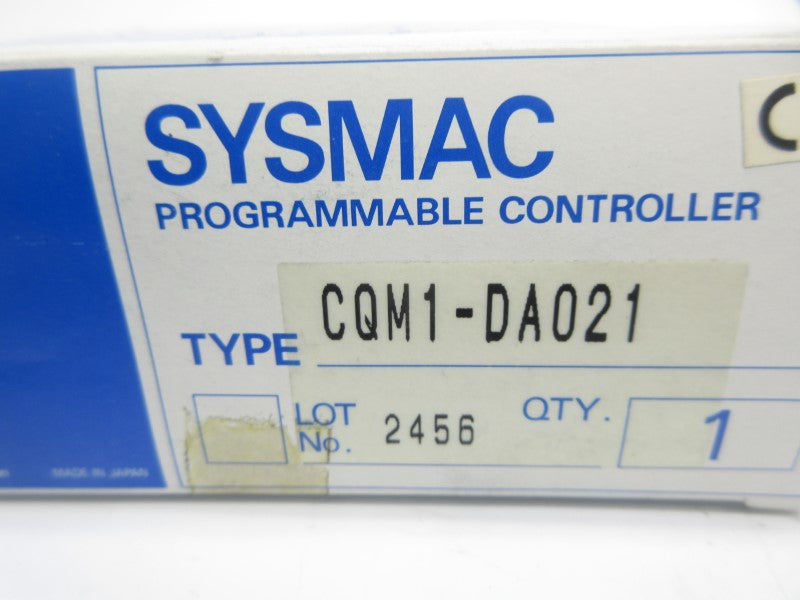 SYSMAC
PROGRAMMABLE CONTROLLER
TYPE CQM1-DA021
LOT No. 2456 QTY. 1
MADE IN JAPAN